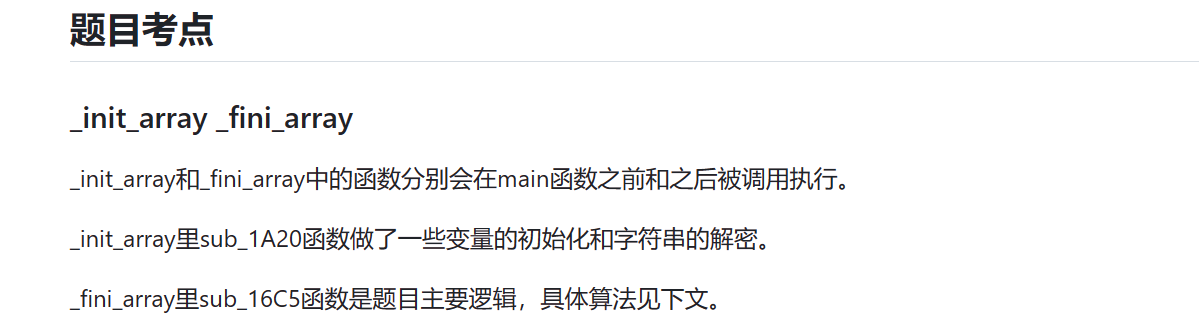 题目考点
_init_array _fini_array
_init_array和_fini_array中的函数分别会在main函数之前和之后被调用执行。
_init_array里sub_1A20函数做了一些变量的初始化和字符串的解密。
_fini_array里sub_16C5函数是题目主要逻辑，具体算法见下文。